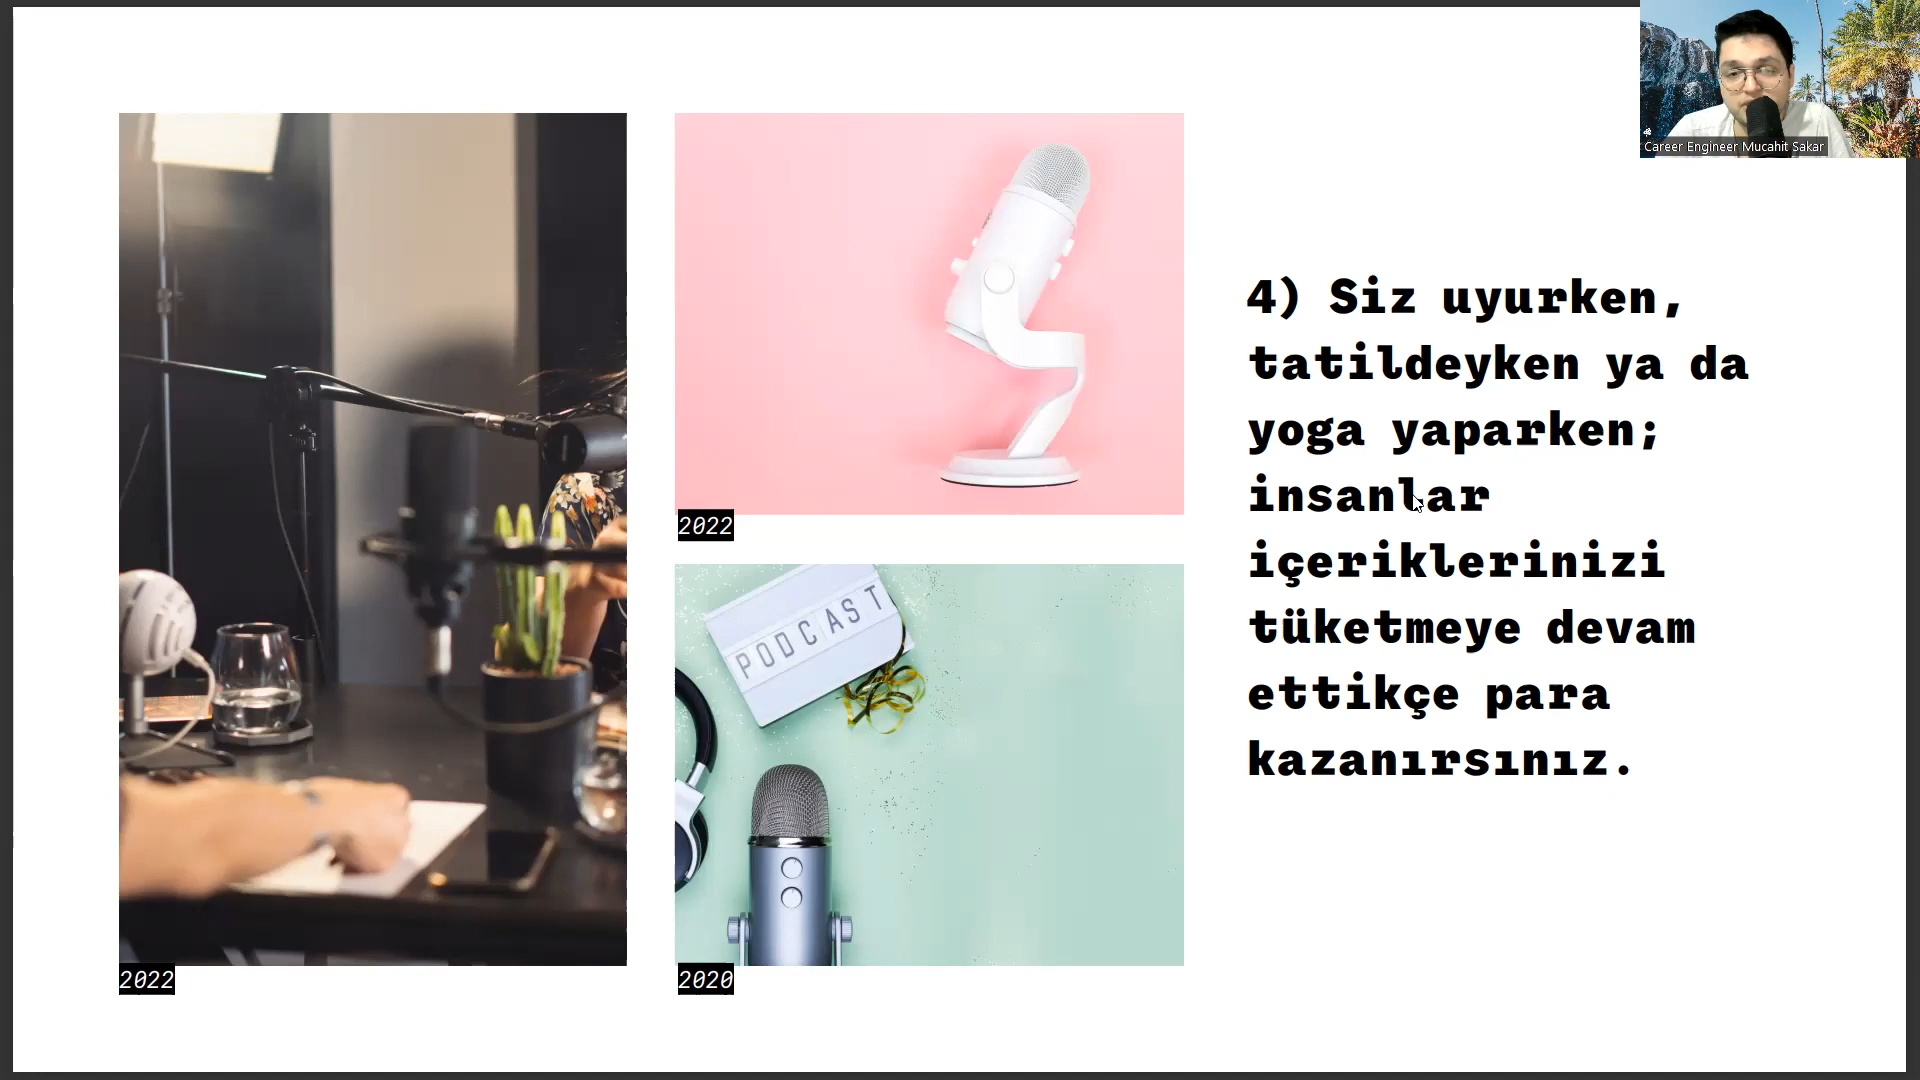 Career Engineer Mucahit Sakar
4) Siz uyurken,
tatildeyken ya da
yoga yaparken;
insanlar
içeriklerinizi
tüketmeye devam
ettikçe para
kazanırsınız.
2022
PODCAST
2022
2020